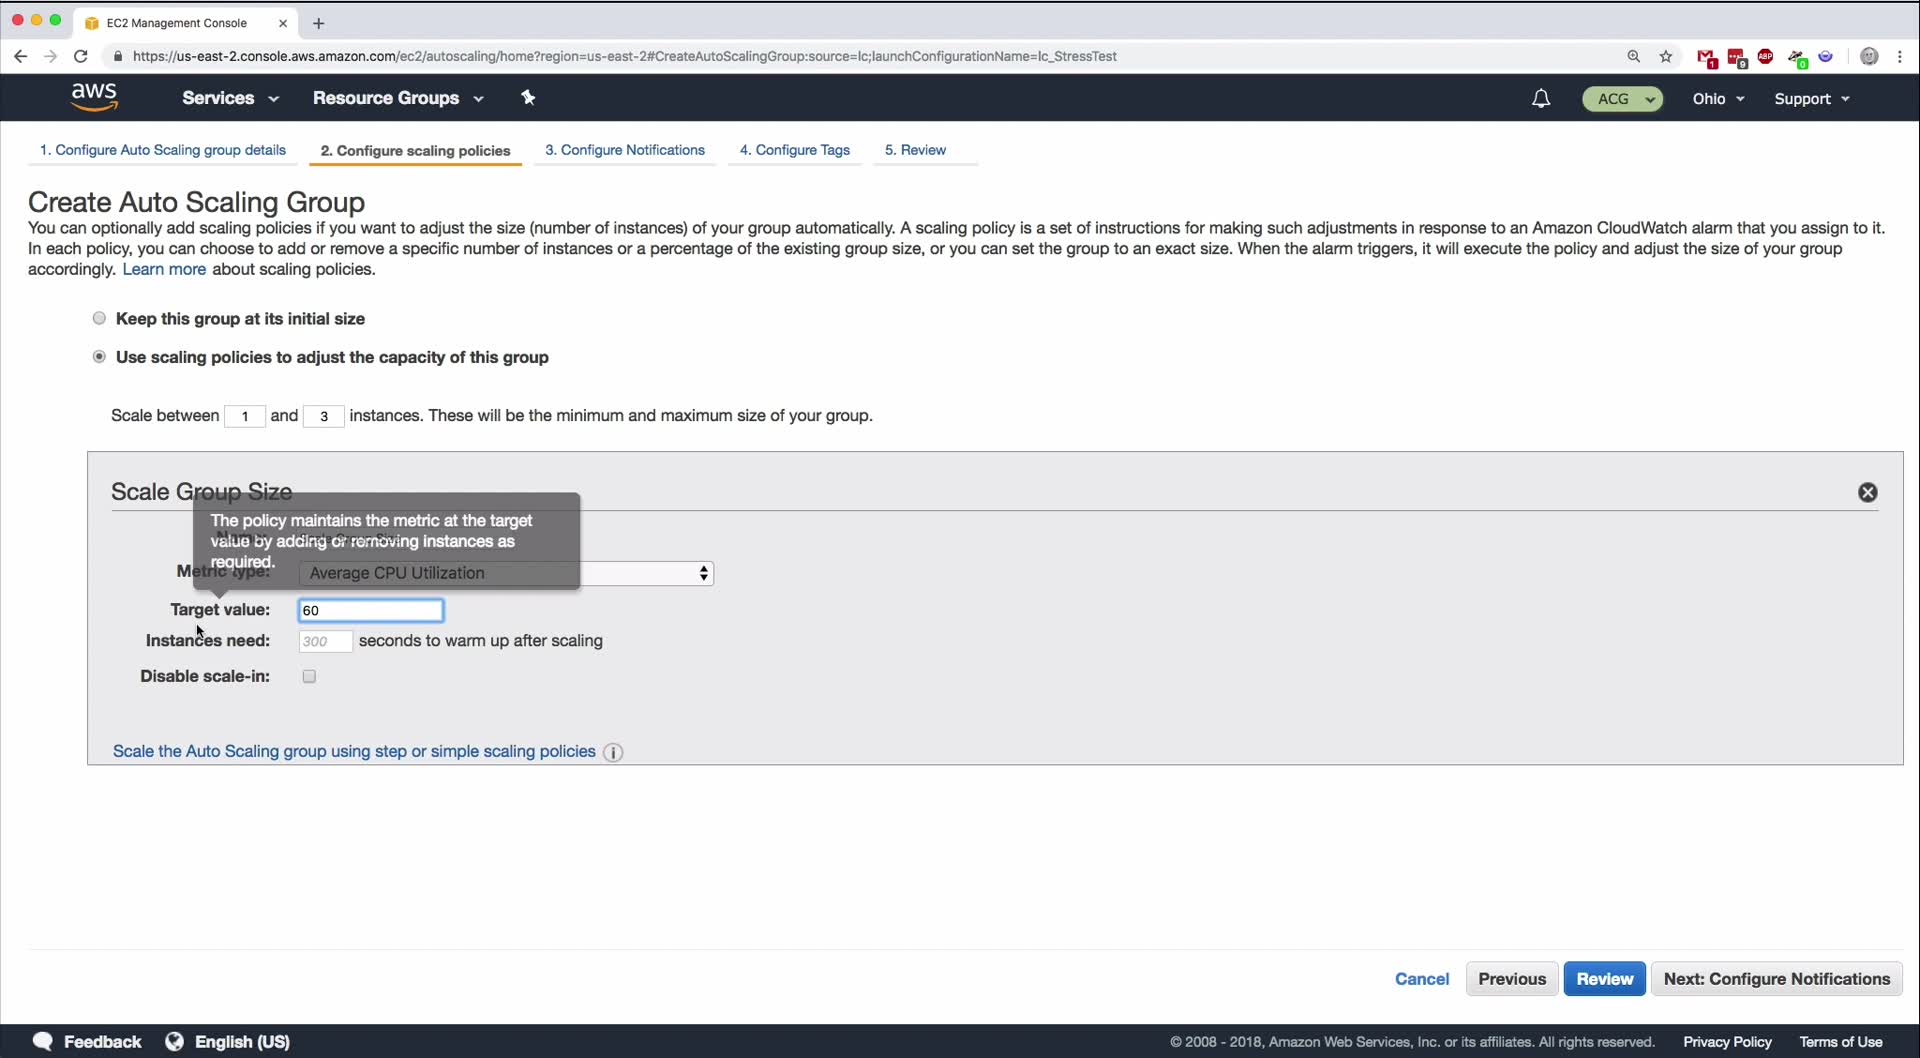 EC2 Management Console
https://us-east-2.console.aws.amazon.com/ec2/autoscaling/home?region=us-east-2#CreateAutoScalingGroup:source=lc;launchConfigurationName=lc_StressTest
1
9
ABP
0
aws
Services
Resource Groups
ACG
Ohio
Support
1. Configure Auto Scaling group details
2. Configure scaling policies
3. Configure Notifications
4. Configure Tags
5. Review
Create Auto Scaling Group
You can optionally add scaling policies if you want to adjust the size (number of instances) of your group automatically. A scaling policy is a set of instructions for making such adjustments in response to an Amazon CloudWatch alarm that you assign to it.
In each policy, you can choose to add or remove a specific number of instances or a percentage of the existing group size, or you can set the group to an exact size. When the alarm triggers, it will execute the policy and adjust the size of your group
accordingly. Learn more about scaling policies.
Keep this group at its initial size
Use scaling policies to adjust the capacity of this group
Scale between 1 and 3 instances. These will be the minimum and maximum size of your group.
Scale Group Size
The policy maintains the metric at the target
value by adding or removing instances as
required.
Name:
Metric type: Average CPU Utilization
Target value: 60
Instances need: 300 seconds to warm up after scaling
Disable scale-in:
Scale the Auto Scaling group using step or simple scaling policies
Cancel
Previous
Review
Next: Configure Notifications
Feedback
English (US)
© 2008 - 2018, Amazon Web Services, Inc. or its affiliates. All rights reserved.
Privacy Policy
Terms of Use